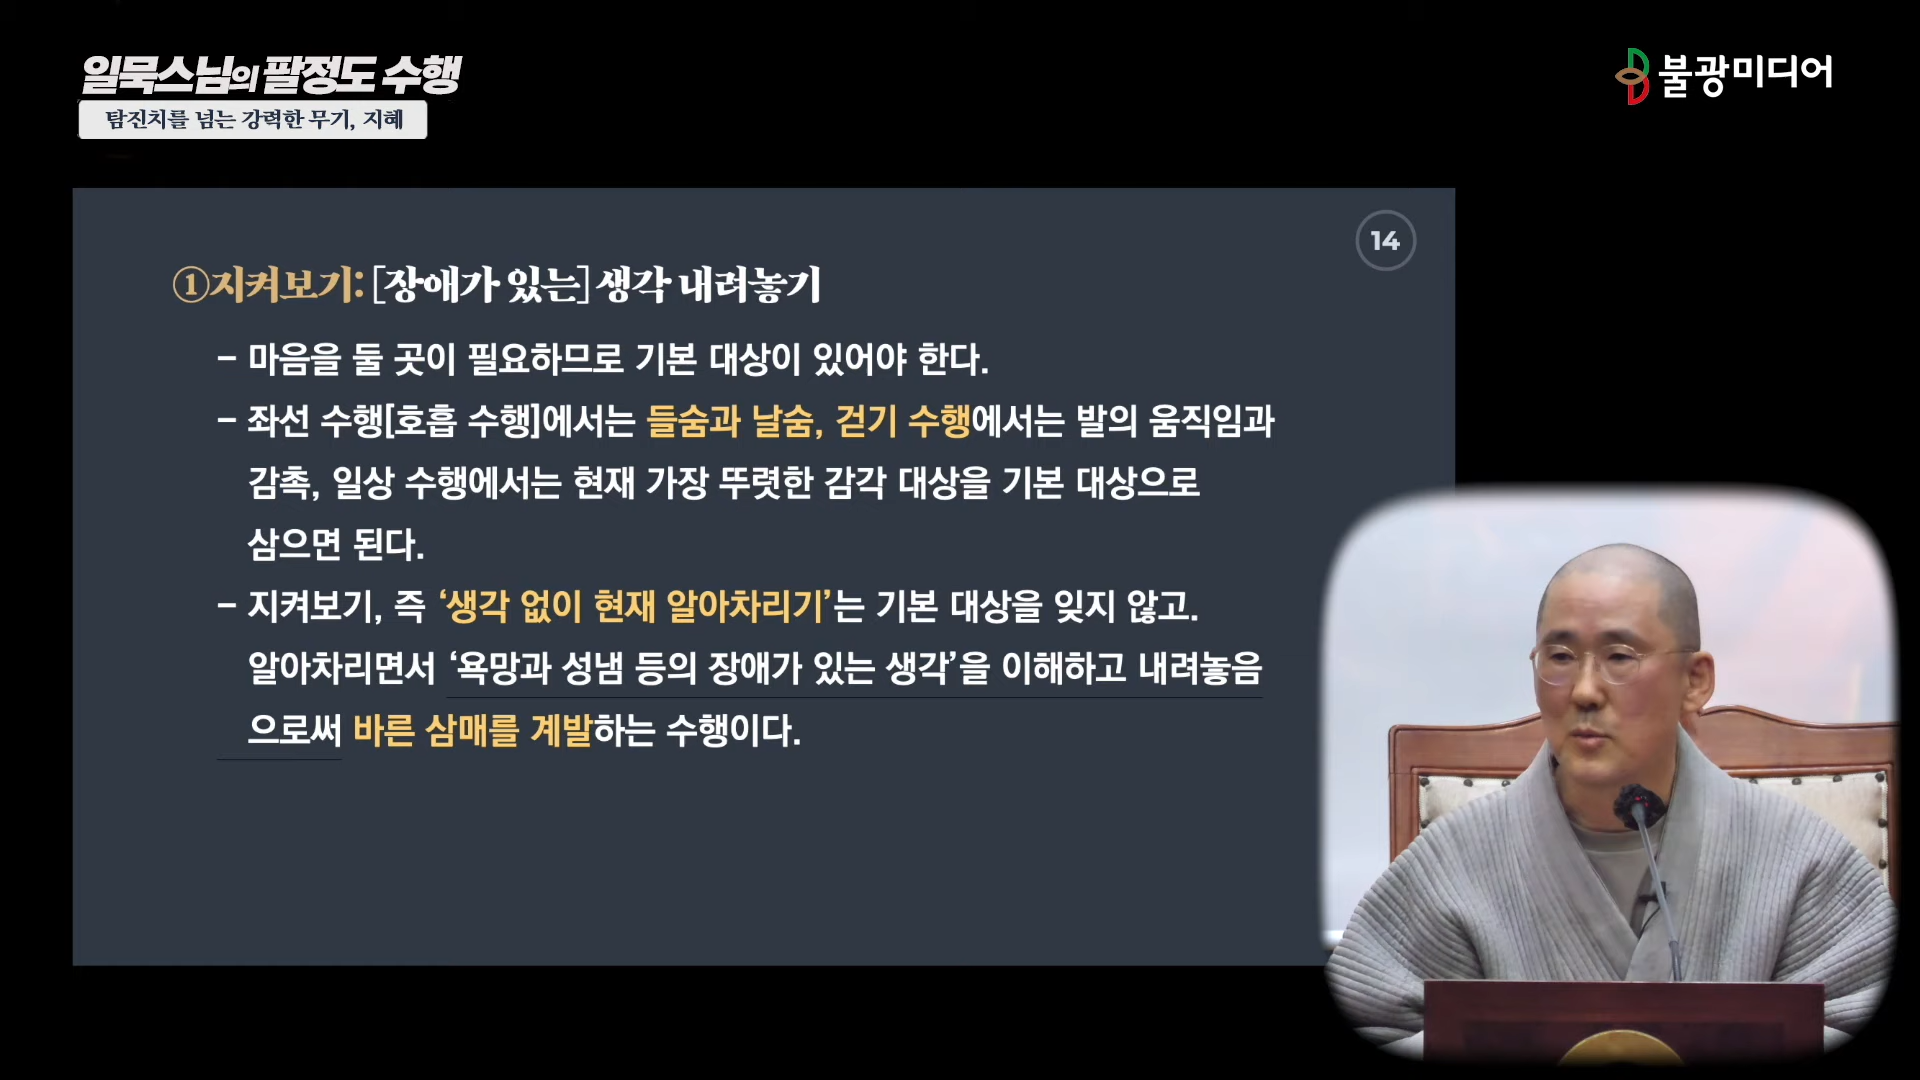 일묵스님의 팔정도 수행
탐진치를 넘는 강력한 무기, 지혜
불광미디어
14
①지켜보기: [장애가 있는] 생각 내려놓기
– 마음을 둘 곳이 필요하므로 기본 대상이 있어야 한다.
– 좌선 수행[호흡 수행]에서는 들숨과 날숨, 걷기 수행에서는 발의 움직임과
감촉, 일상 수행에서는 현재 가장 뚜렷한 감각 대상을 기본 대상으로
삼으면 된다.
– 지켜보기, 즉 ‘생각 없이 현재 알아차리기’는 기본 대상을 잊지 않고.
알아차리면서 ‘욕망과 성냄 등의 장애가 있는 생각’을 이해하고 내려놓음
으로써 바른 삼매를 계발하는 수행이다.